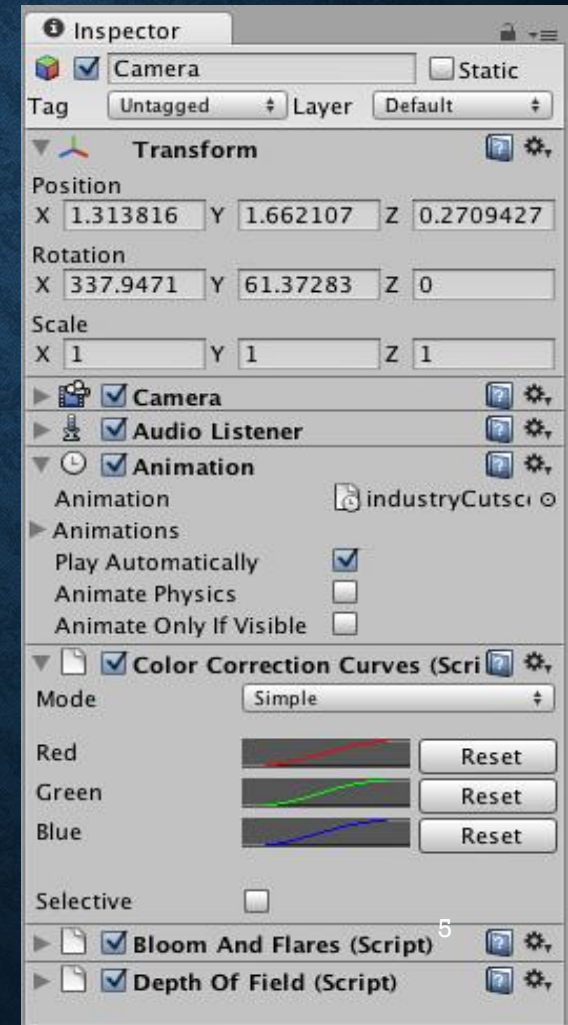 Inspector
Camera Static
Tag Untagged Layer Default
Transform
Position
X 1.313816 Y 1.662107 Z 0.2709427
Rotation
X 337.9471 Y 61.37283 Z 0
Scale
X 1 Y 1 Z 1
Camera
Audio Listener
Animation
Animation industryCutsc
Animations
Play Automatically
Animate Physics
Animate Only If Visible
Color Correction Curves (Scri
Mode Simple
Red Reset
Green Reset
Blue Reset
Selective
5
Bloom And Flares (Script)
Depth Of Field (Script)